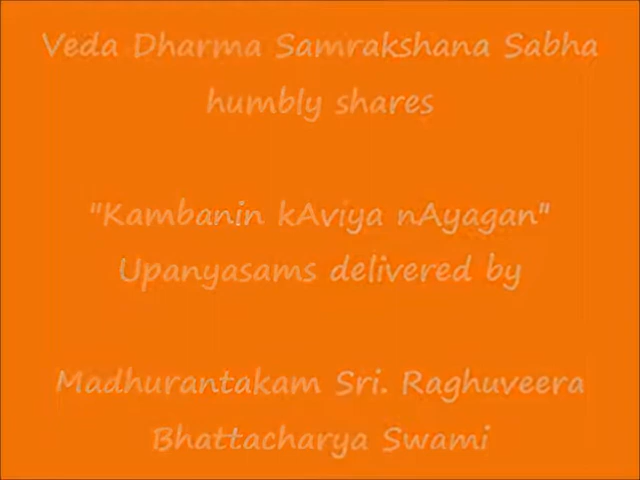 Veda Dharma Samrakshana Sabha
humbly shares
"Kambanin kAviya nAyagan"
Upanyasams delivered by
Madhurantakam Sri. Raghuveera
Bhattacharya Swami